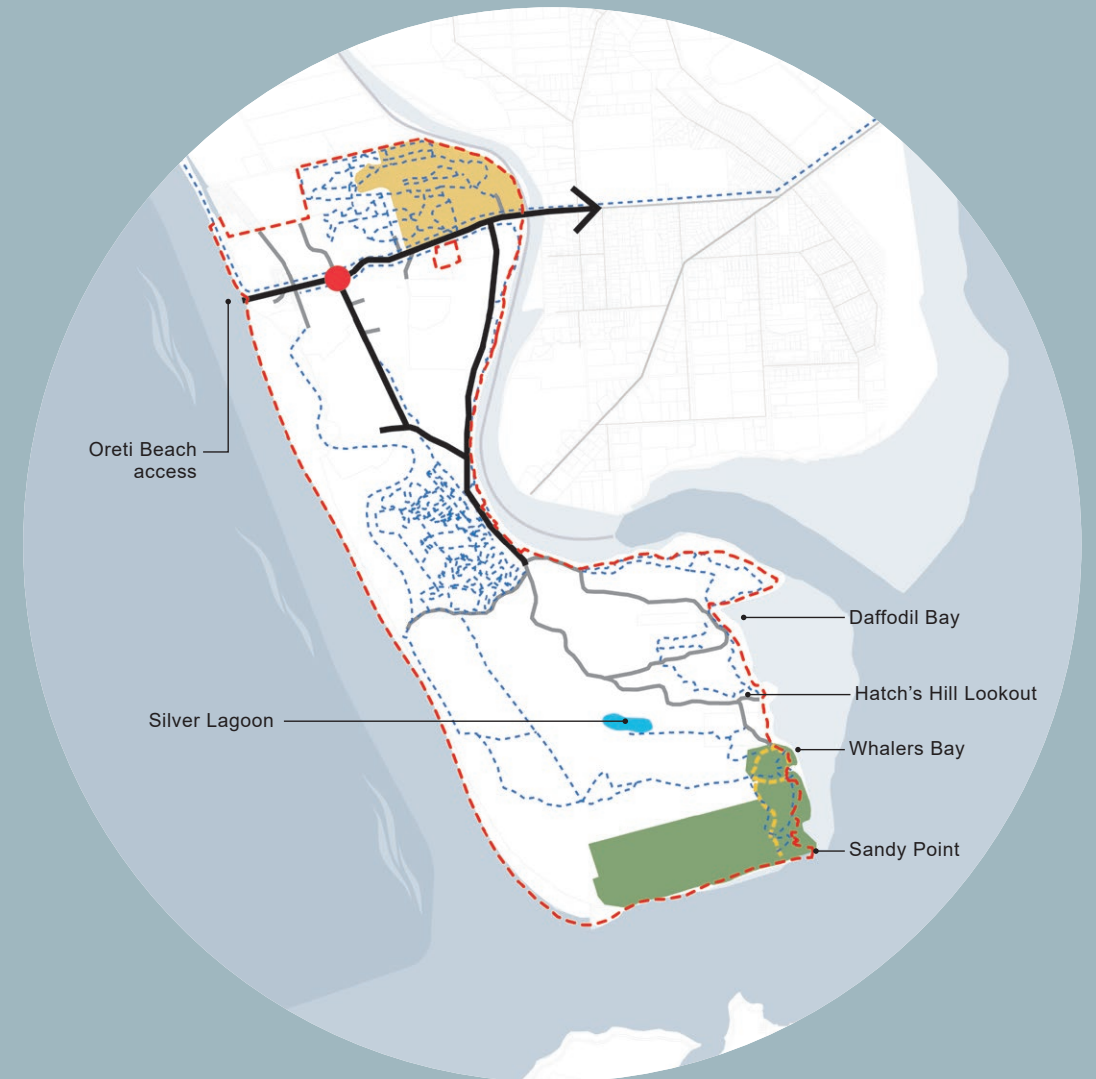 Oreti Beach
access
Daffodil Bay
Hatch's Hill Lookout
Silver Lagoon
Whalers Bay
Sandy Point